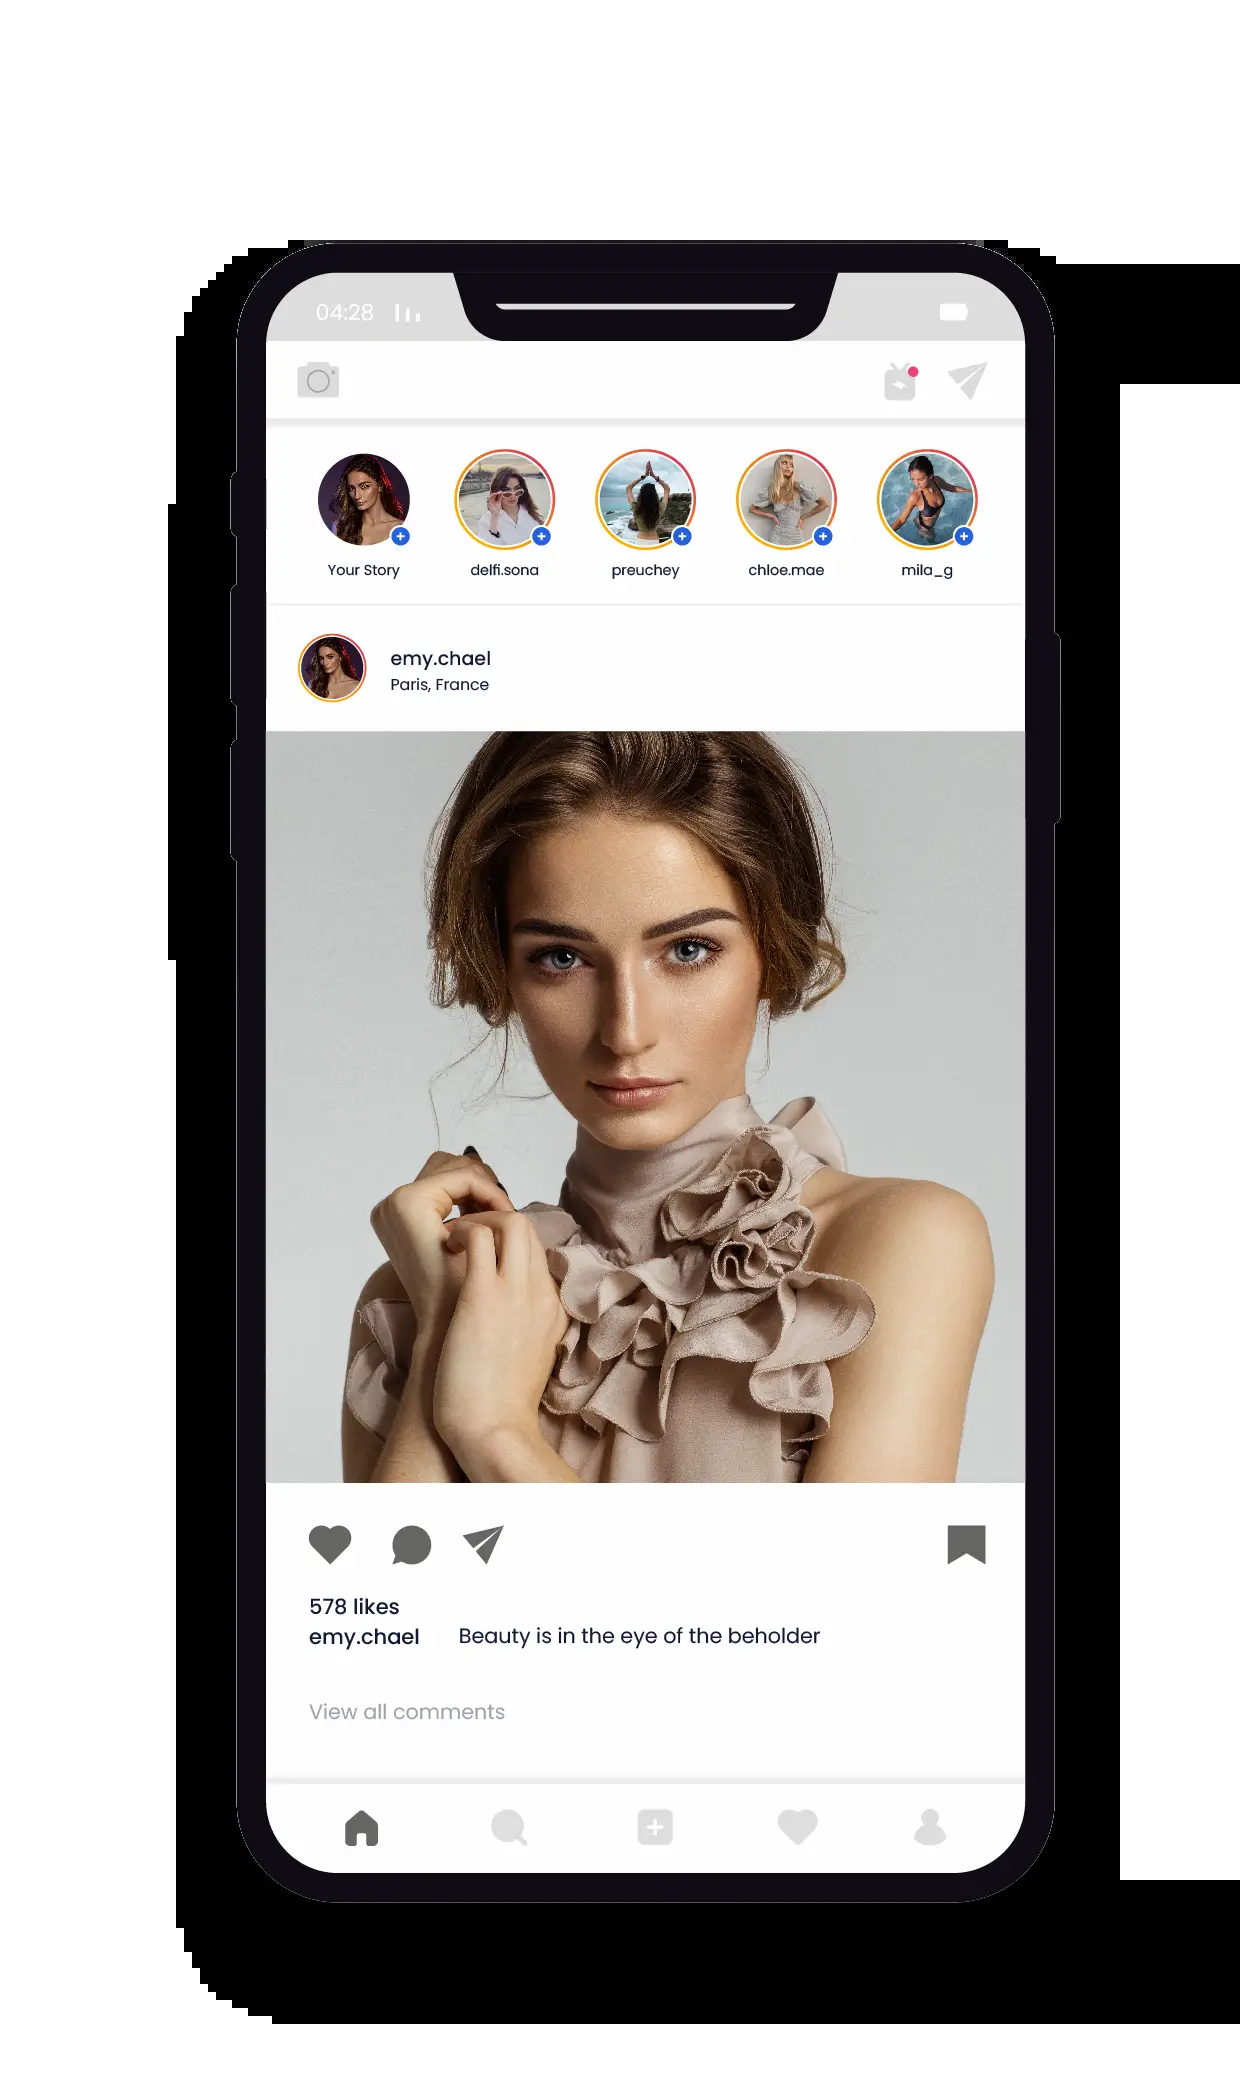 04:28
Your Story
delfi.sona
preuchey
chloe.mae
mila_g
emy.chael
Paris, France
578 likes
emy.chael Beauty is in the eye of the beholder
View all comments